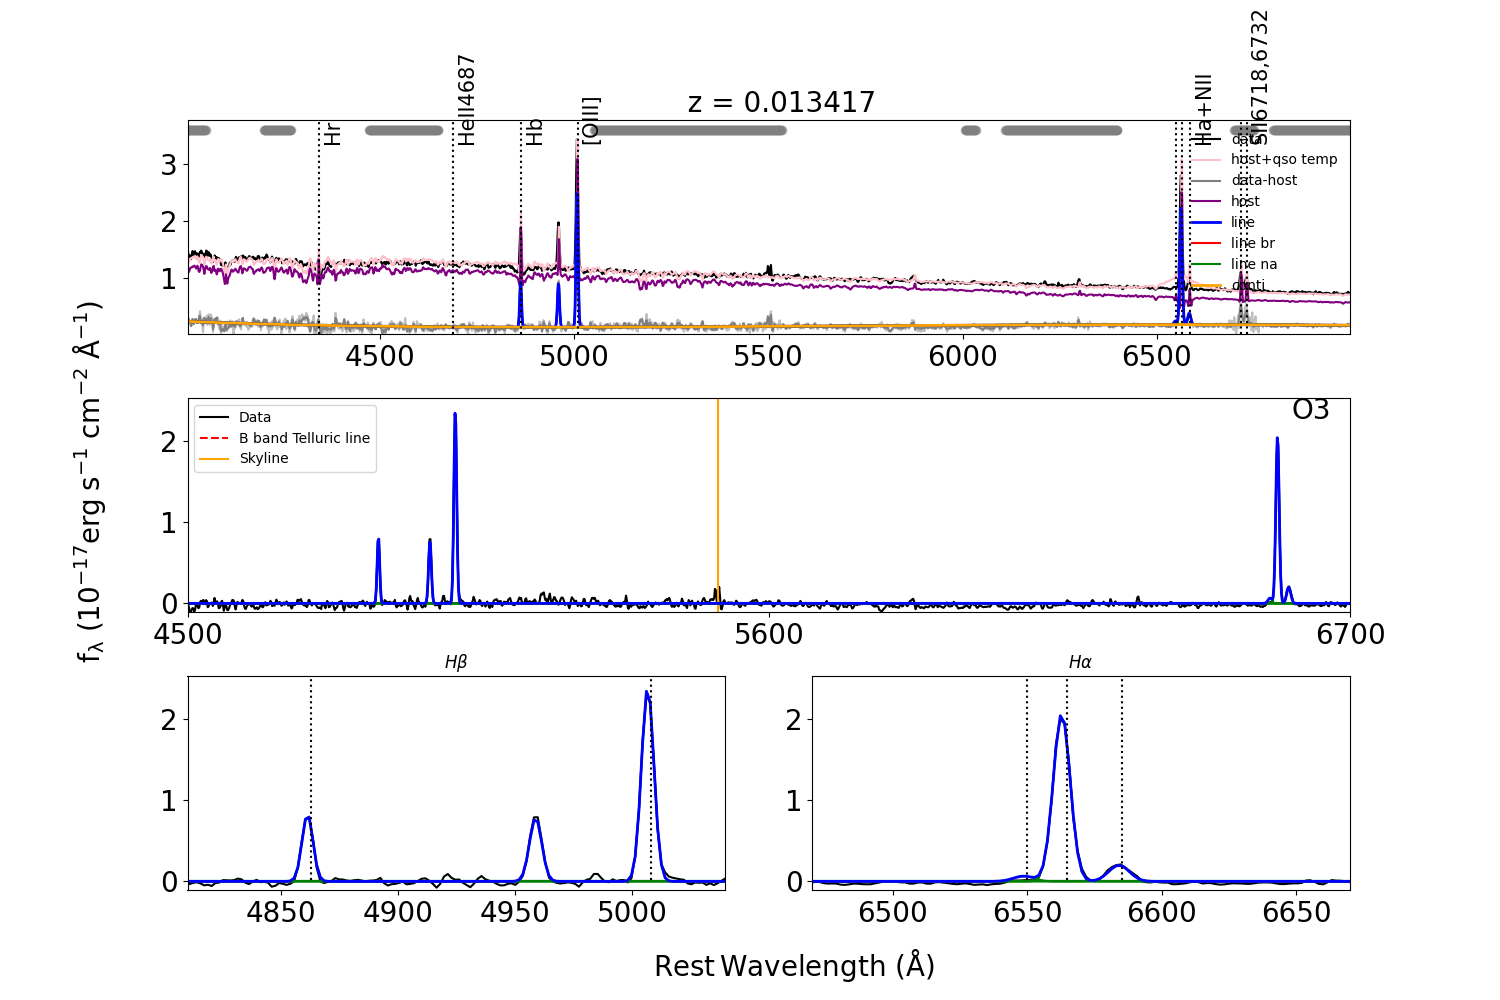 z = 0.013417
Hr
HeII4687
Hb
[OIII]
Ha+NII
SII6718,6732
data
host+qso temp
data-host
host
line
line br
line na
conti
3
2
1
4500 5000 5500 6000 6500
fλ (10⁻¹⁷erg s⁻¹ cm⁻² Å⁻¹)
Data
B band Telluric line
Skyline
O3
2
1
0
4500 5600 6700
Hβ
2
1
0
4850 4900 4950 5000
Hα
2
1
0
6500 6550 6600 6650
Rest Wavelength (Å)